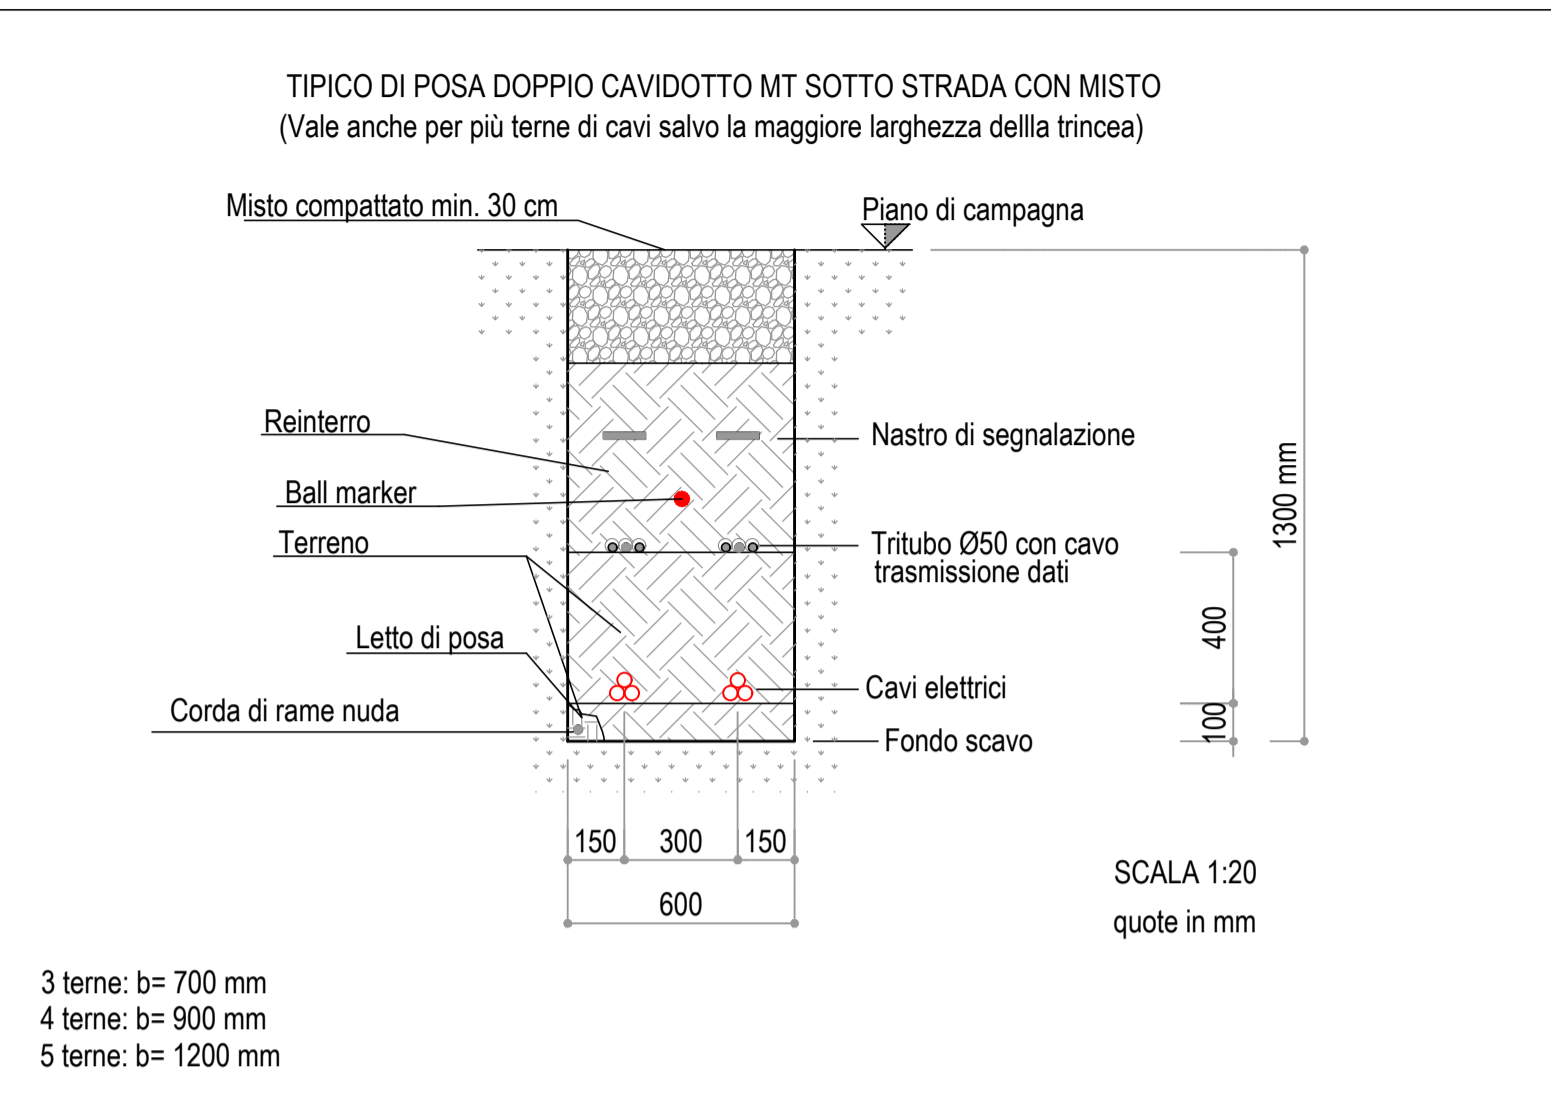 TIPICO DI POSA DOPPIO CAVIDOTTO MT SOTTO STRADA CON MISTO
(Vale anche per più terne di cavi salvo la maggiore larghezza dellla trincea)
Misto compattato min. 30 cm
Piano di campagna
Reinterro
Nastro di segnalazione
Ball marker
Terreno
Tritubo Ø50 con cavo
trasmissione dati
1300 mm
400
Letto di posa
Cavi elettrici
Corda di rame nuda
100
Fondo scavo
150
300
150
600
SCALA 1:20
quote in mm
3 terne: b= 700 mm
4 terne: b= 900 mm
5 terne: b= 1200 mm